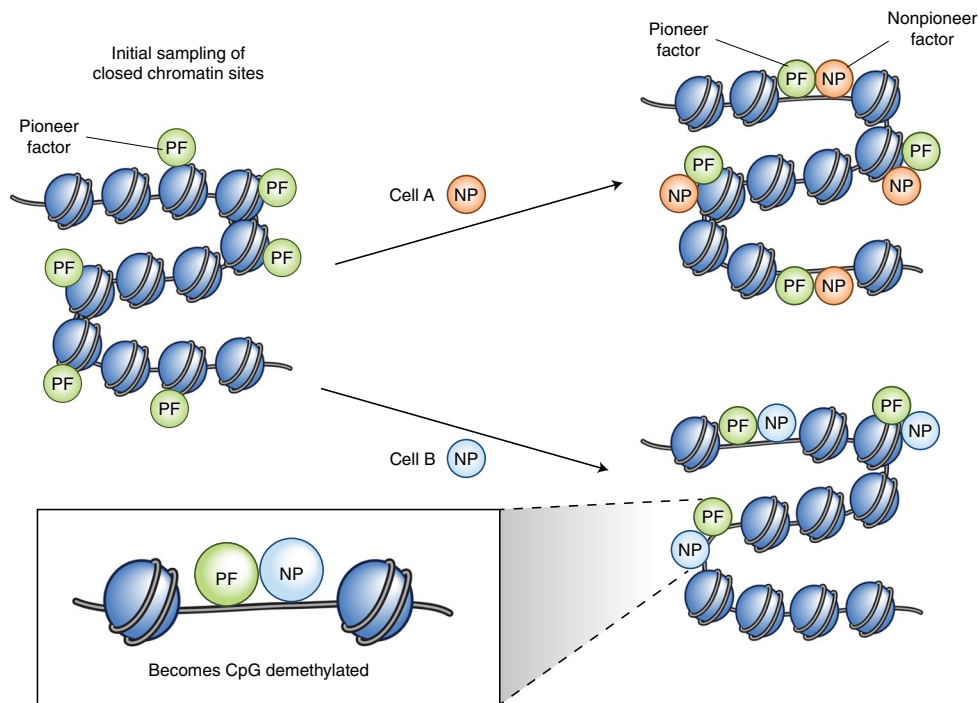 Initial sampling of
closed chromatin sites
Pioneer
factor
PF
PF
PF
PF
PF
PF
Cell A NP
Cell B NP
Pioneer
factor
Nonpioneer
factor
PF NP
PF
NP
PF
NP
PF NP
PF NP
PF
NP
PF
NP
PF NP
Becomes CpG demethylated